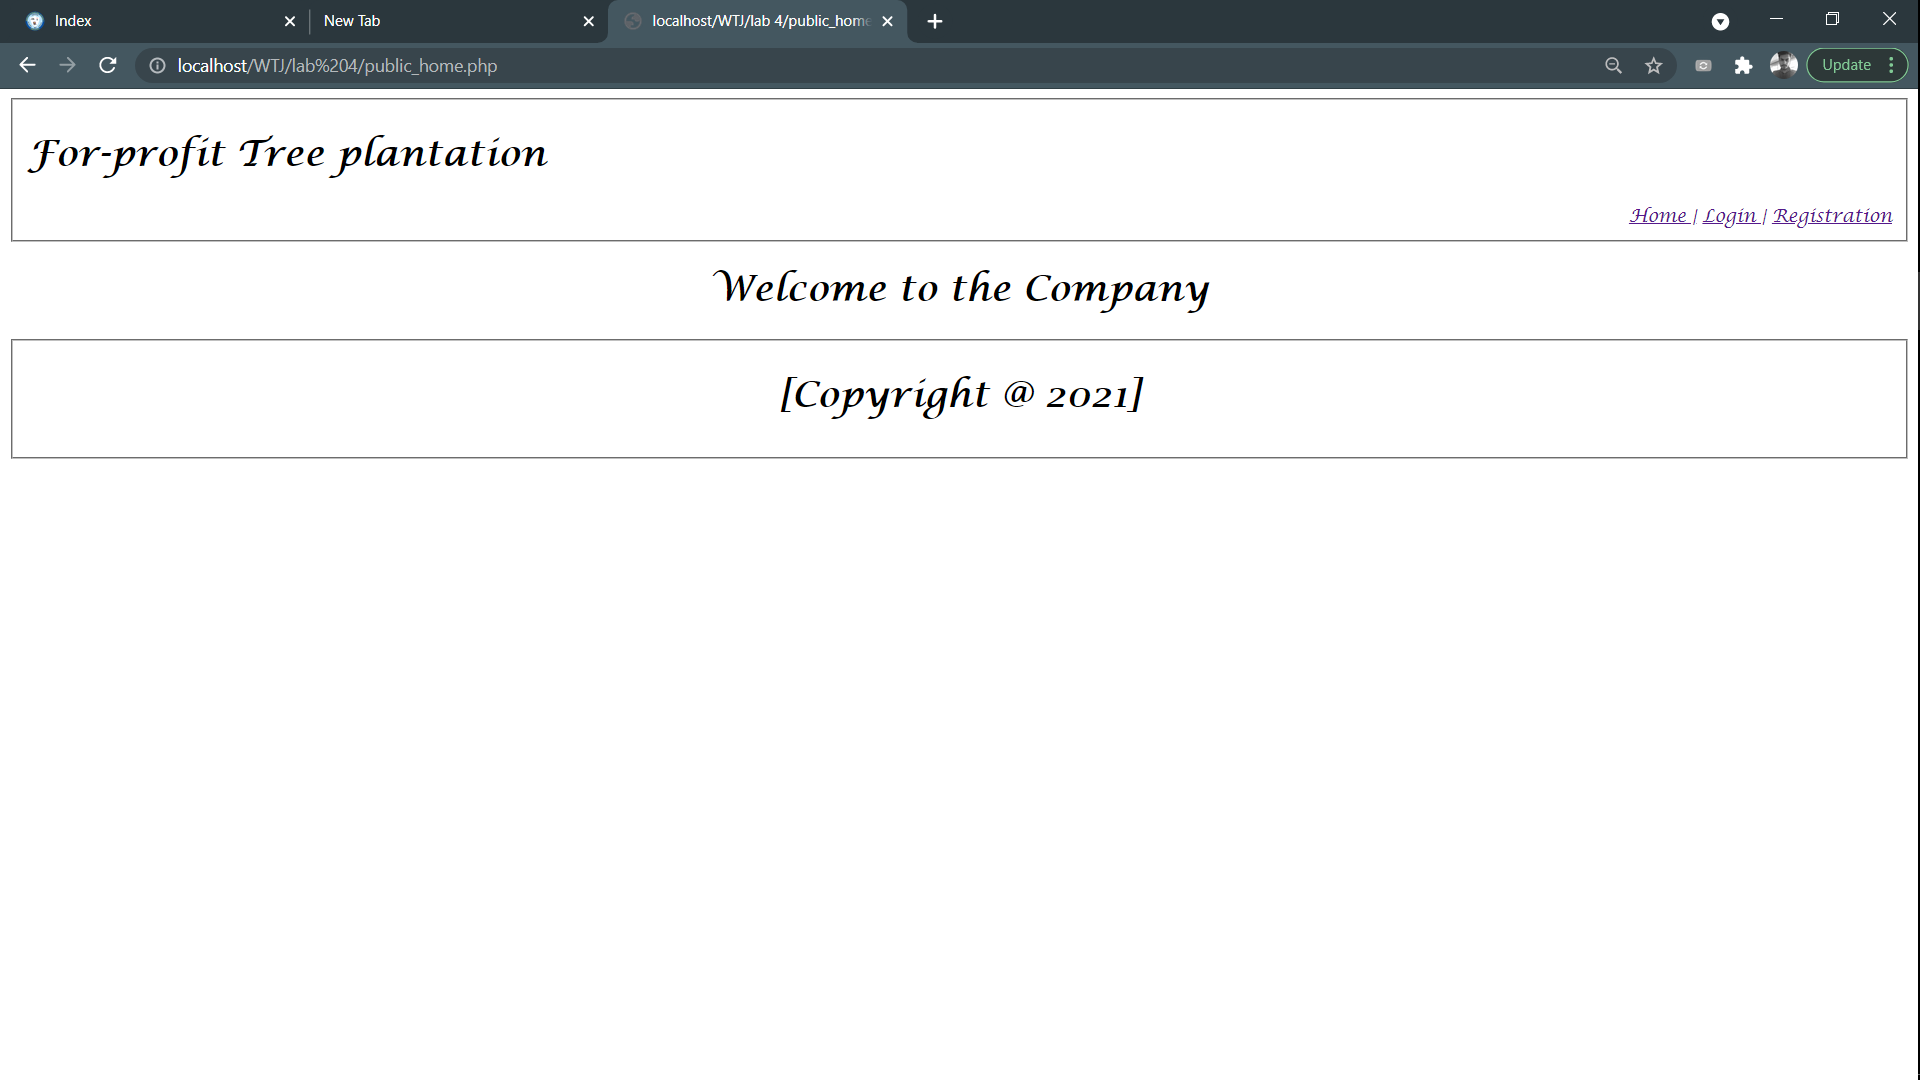 Index
New Tab
localhost/WTJ/lab 4/public_home
localhost/WTJ/lab%204/public_home.php
Update
For-profit Tree plantation
Home | Login | Registration
Welcome to the Company
[Copyright @ 2021]